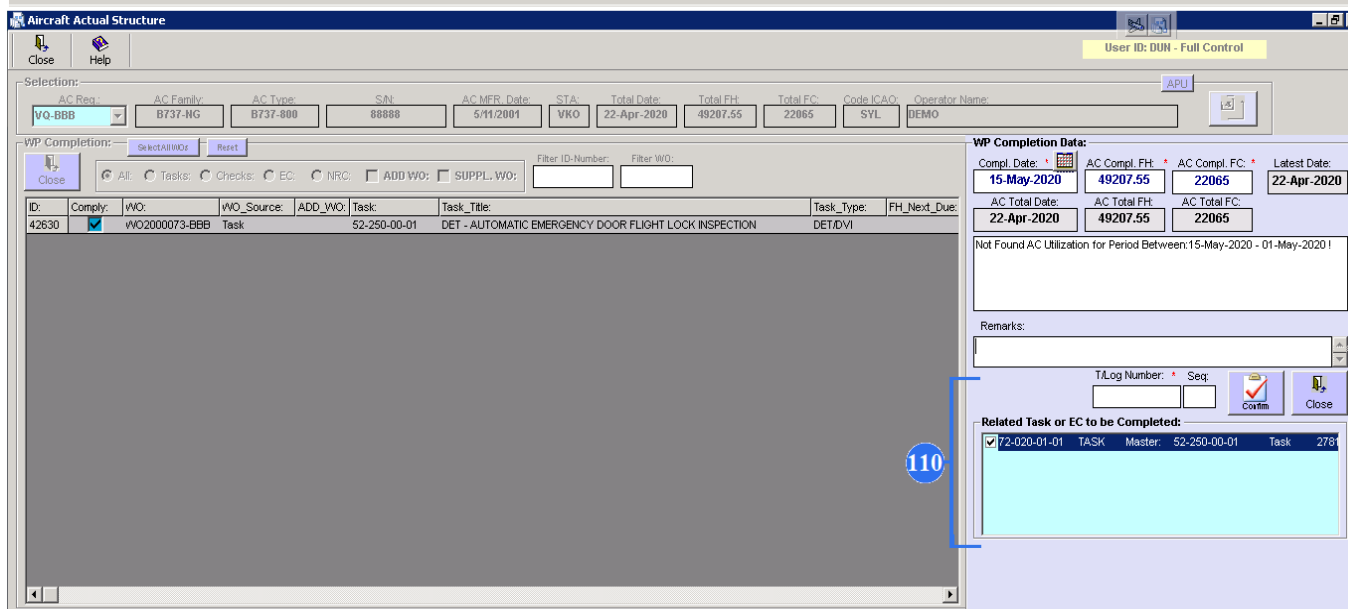 Aircraft Actual Structure
Close Help
User ID: DUN - Full Control
Selection:
APU
AC Reg.: AC Family: AC Type: S/N: AC MFR. Date: STA: Total Date: Total FH: Total FC: Code ICAO: Operator Name:
VQ-BBB B737-NG B737-800 88888 5/11/2001 VKO 22-Apr-2020 49207.55 22065 SYL DEMO
WP Completion: SelectAllWOs Reset
Close
All: Tasks: Checks: EC: NRC: ADD WO: SUPPL. WO:
Filter ID-Number: Filter WO:
ID: Comply: WO: WO_Source: ADD_WO: Task: Task_Title: Task_Type: FH_Next_Due:
42630 WO2000073-BBB Task 52-250-00-01 DET - AUTOMATIC EMERGENCY DOOR FLIGHT LOCK INSPECTION DET/DVI
WP Completion Data:
Compl. Date: * AC Compl. FH: * AC Compl. FC: * Latest Date:
15-May-2020 49207.55 22065 22-Apr-2020
AC Total Date: AC Total FH: AC Total FC:
22-Apr-2020 49207.55 22065
Not Found AC Utilization for Period Between:15-May-2020 - 01-May-2020 !
Remarks:
T/Log Number: * Seq:
Confirm Close
Related Task or EC to be Completed:
72-020-01-01 TASK Master: 52-250-00-01 Task 2781
110